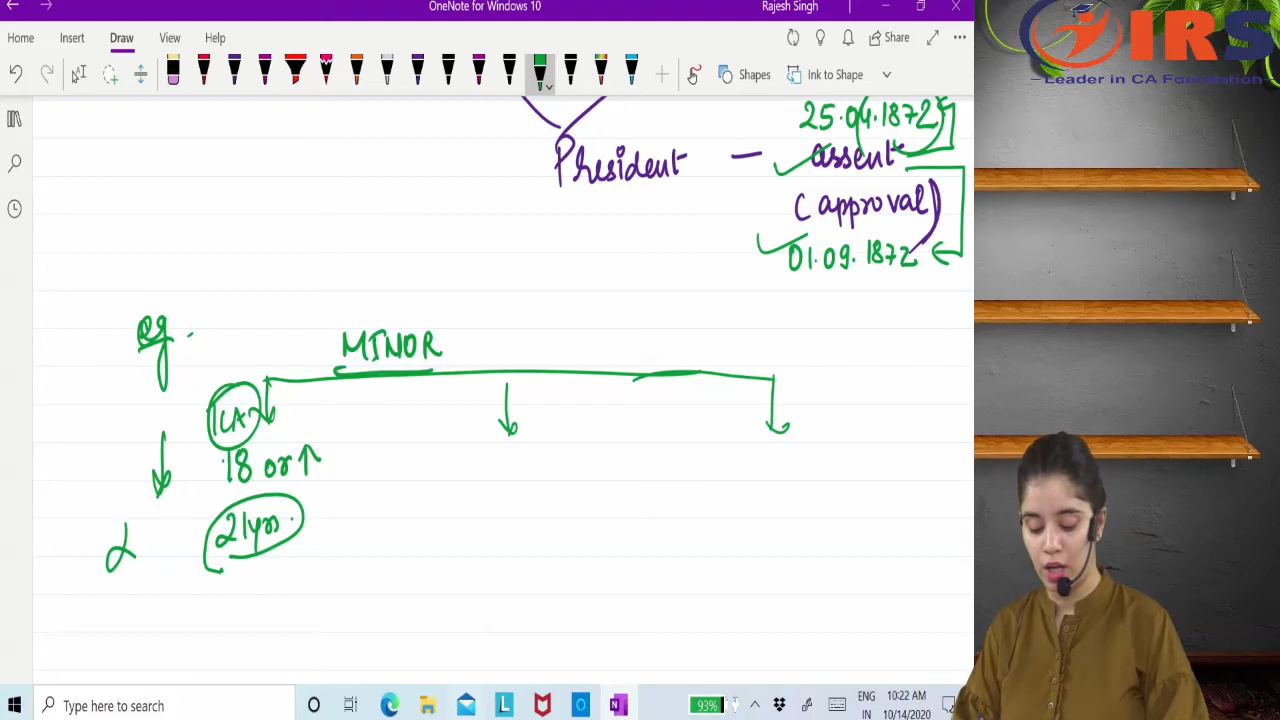 OneNote for Windows 10
Rajesh Singh
Home Insert Draw View Help
Share
Shapes
Ink to Shape
IRS
Leader in CA Foundation
25.04.1872
President - assent
(approval)
01.09.1872
eg.
MINOR
ICA
18 or ↑
21yrs.
Type here to search
93%
ENG
IN
10:22 AM
10/14/2020